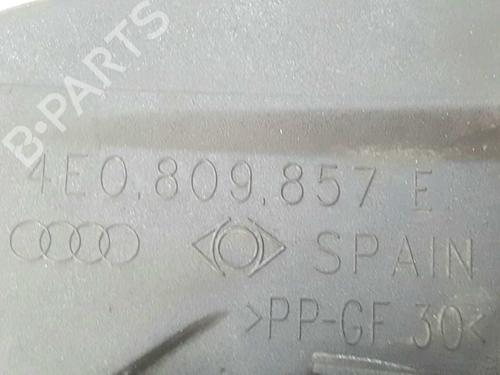 B-PARTS
4E0.809.857 E
SPAIN
>PP-GF 30<